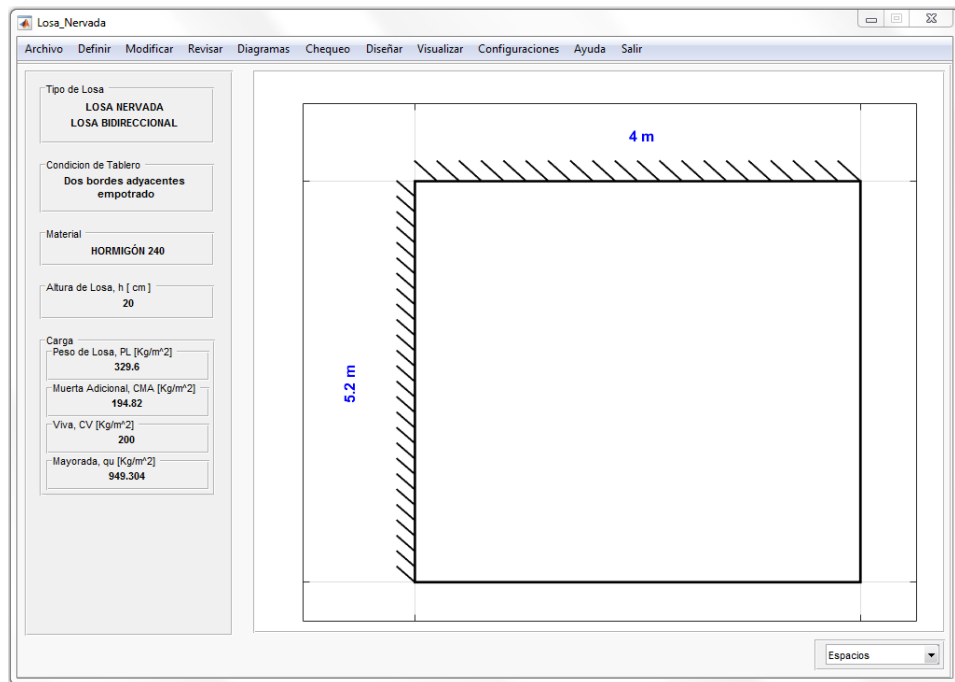 Losa_Nervada
Archivo Definir Modificar Revisar Diagramas Chequeo Diseñar Visualizar Configuraciones Ayuda Salir
Tipo de Losa
LOSA NERVADA
LOSA BIDIRECCIONAL
Condicion de Tablero
Dos bordes adyacentes
empotrado
Material
HORMIGÓN 240
Altura de Losa, h [ cm ]
20
Carga
Peso de Losa, PL [Kg/m^2]
329.6
Muerta Adicional, CMA [Kg/m^2]
194.82
Viva, CV [Kg/m^2]
200
Mayorada, qu [Kg/m^2]
949.304
4 m
5.2 m
Espacios